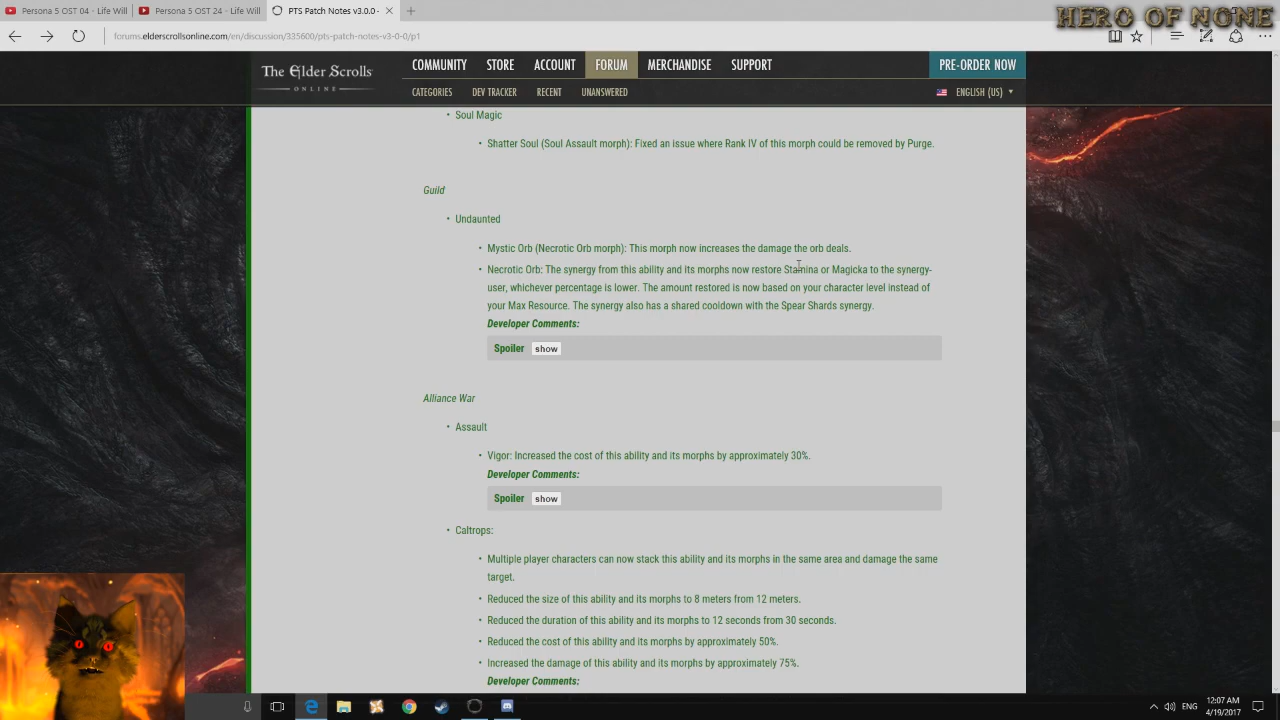 Persona 5 OST 04 - Life Will
Persona 5 OST 24 - Life Will
PTS Patch Notes v3.0.0 -
HERO OF NONE
forums.elderscrollsonline.com/en/discussion/335600/pts-patch-notes-v3-0-0/p1
The Elder Scrolls
ONLINE
COMMUNITY STORE ACCOUNT FORUM MERCHANDISE SUPPORT PRE-ORDER NOW
CATEGORIES DEV TRACKER RECENT UNANSWERED ENGLISH (US)
• Soul Magic
• Shatter Soul (Soul Assault morph): Fixed an issue where Rank IV of this morph could be removed by Purge.
Guild
• Undaunted
• Mystic Orb (Necrotic Orb morph): This morph now increases the damage the orb deals.
• Necrotic Orb: The synergy from this ability and its morphs now restore Stamina or Magicka to the synergy-
user, whichever percentage is lower. The amount restored is now based on your character level instead of
your Max Resource. The synergy also has a shared cooldown with the Spear Shards synergy.
Developer Comments:
Spoiler show
Alliance War
• Assault
• Vigor: Increased the cost of this ability and its morphs by approximately 30%.
Developer Comments:
Spoiler show
• Caltrops:
• Multiple player characters can now stack this ability and its morphs in the same area and damage the same
target.
• Reduced the size of this ability and its morphs to 8 meters from 12 meters.
• Reduced the duration of this ability and its morphs to 12 seconds from 30 seconds.
• Reduced the cost of this ability and its morphs by approximately 50%.
• Increased the damage of this ability and its morphs by approximately 75%.
Developer Comments:
ENG
12:07 AM
4/19/2017